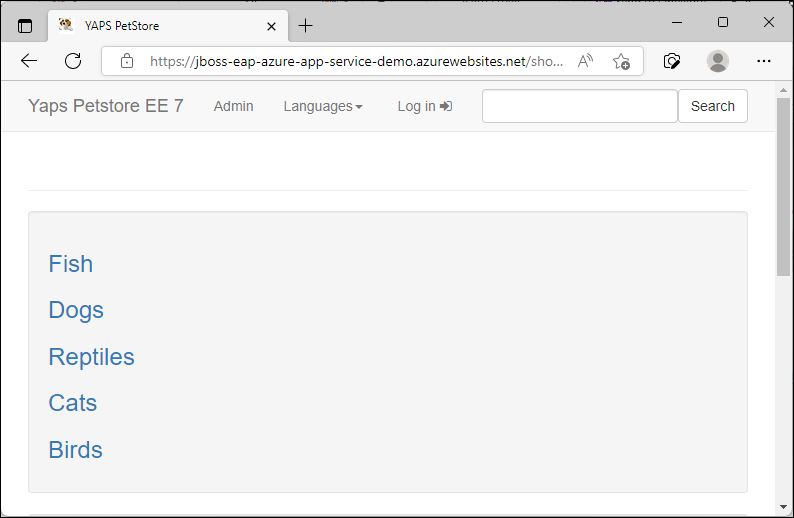 YAPS PetStore
https://jboss-eap-azure-app-service-demo.azurewebsites.net/sho...
Yaps Petstore EE 7 Admin Languages Log in Search
Fish
Dogs
Reptiles
Cats
Birds